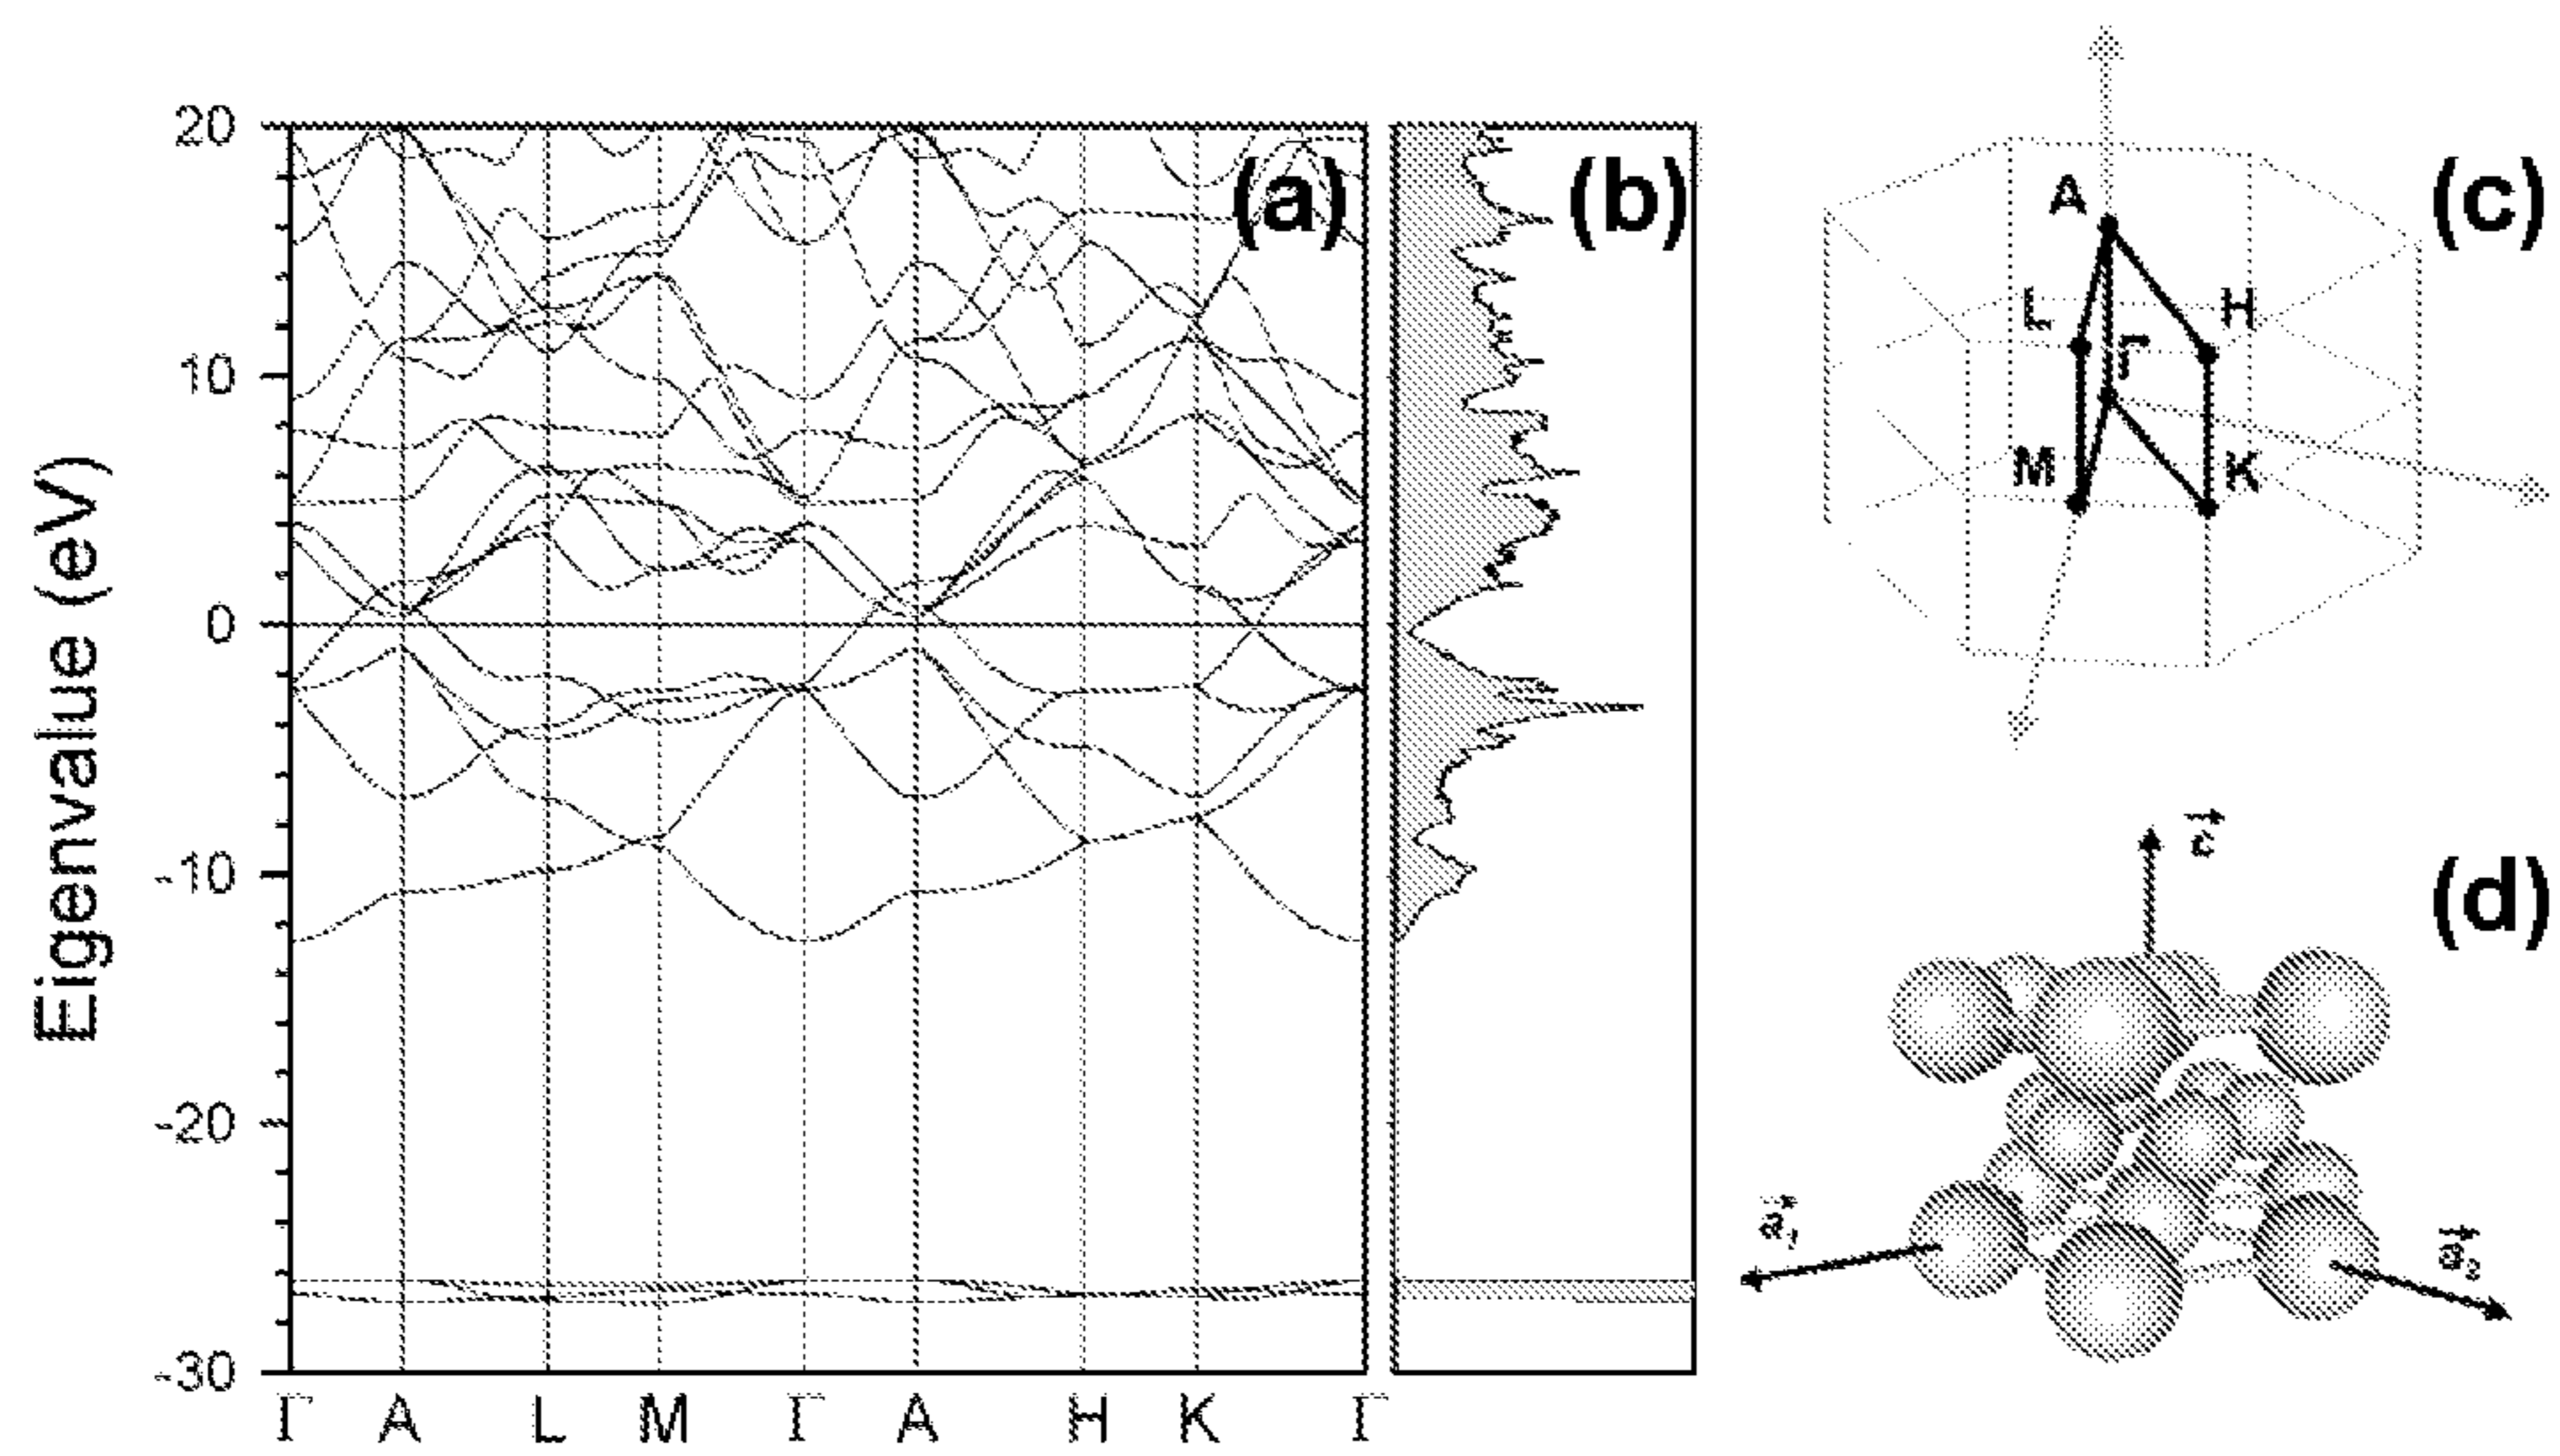 Eigenvalue (eV)
20
10
0
-10
-20
-30
Γ A L M Γ A H K Γ
(a)
(b)
(c)
A
L
H
Γ
M
K
(d)
c
a1
a2